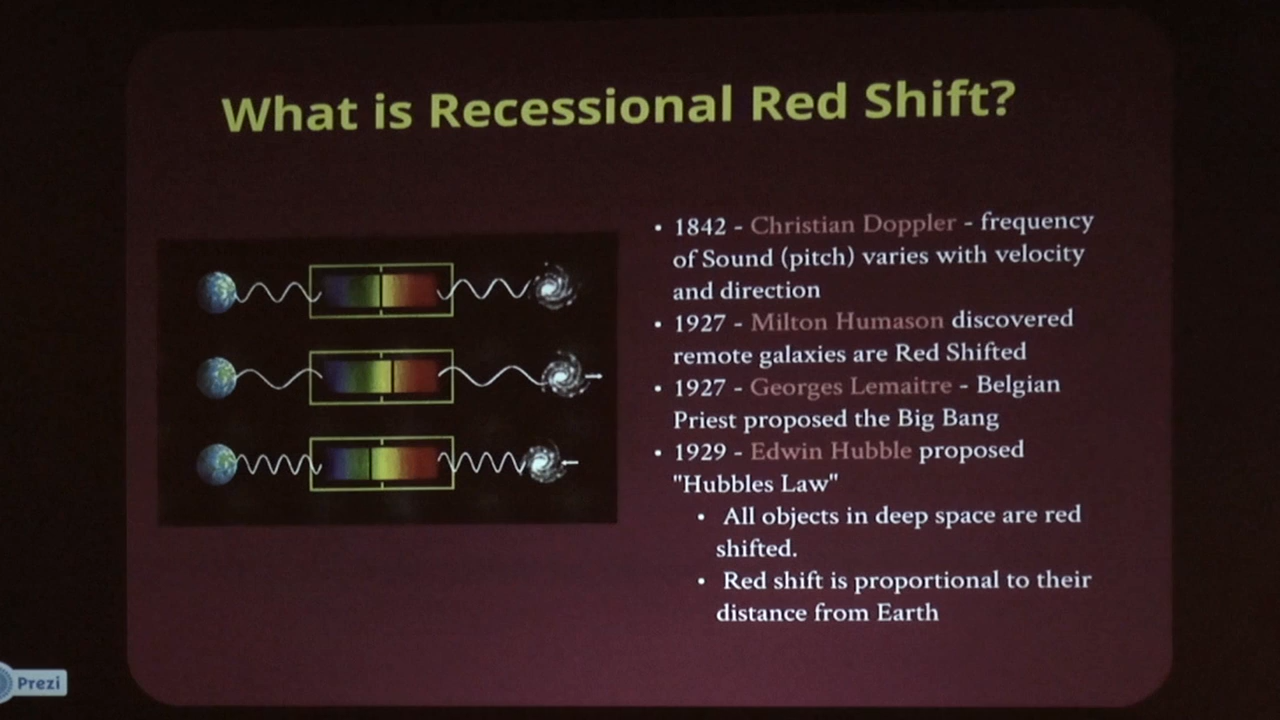 What is Recessional Red Shift?
• 1842 - Christian Doppler - frequency
of Sound (pitch) varies with velocity
and direction
• 1927 - Milton Humason discovered
remote galaxies are Red Shifted
• 1927 - Georges Lemaitre - Belgian
Priest proposed the Big Bang
• 1929 - Edwin Hubble proposed
"Hubbles Law"
• All objects in deep space are red
shifted.
• Red shift is proportional to their
distance from Earth
Prezi